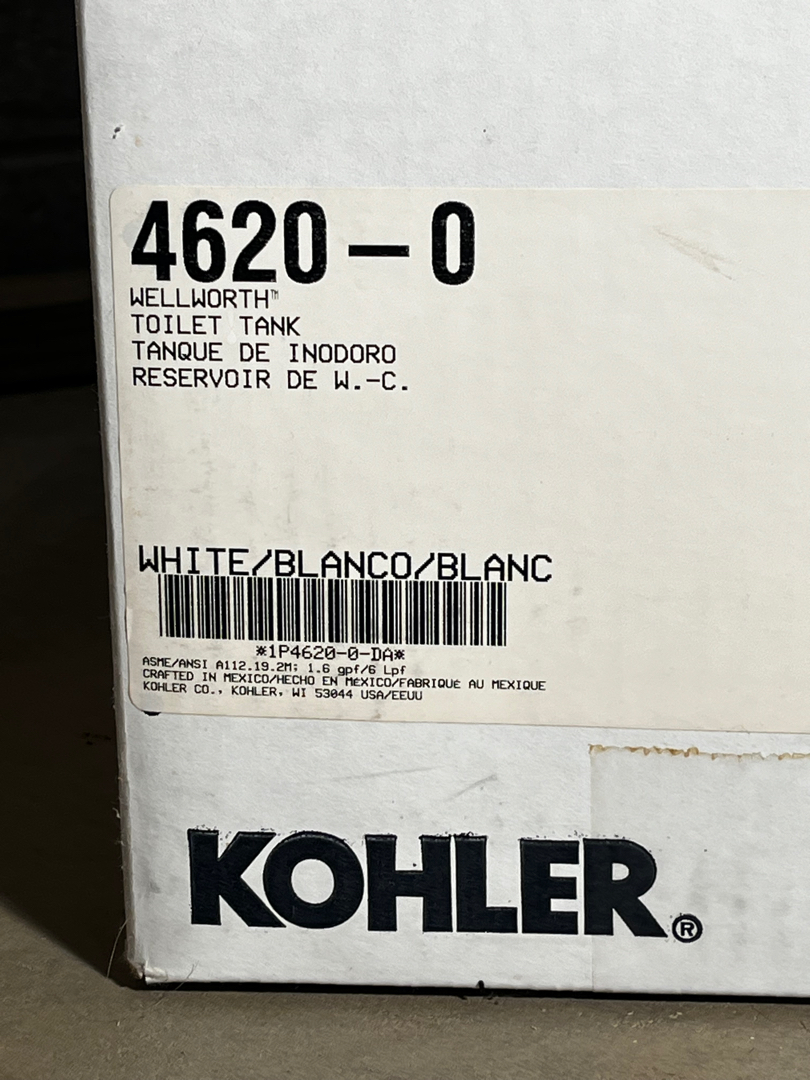 4620-0
WELLWORTH™
TOILET TANK
TANQUE DE INODORO
RESERVOIR DE W.-C.
WHITE/BLANCO/BLANC
*1P4620-0-DA*
ASME/ANSI A112.19.2M; 1.6 gpf/6 Lpf
CRAFTED IN MEXICO/HECHO EN MéXICO/FABRIQUé AU MEXIQUE
KOHLER CO., KOHLER, WI 53044 USA/EEUU
KOHLER®